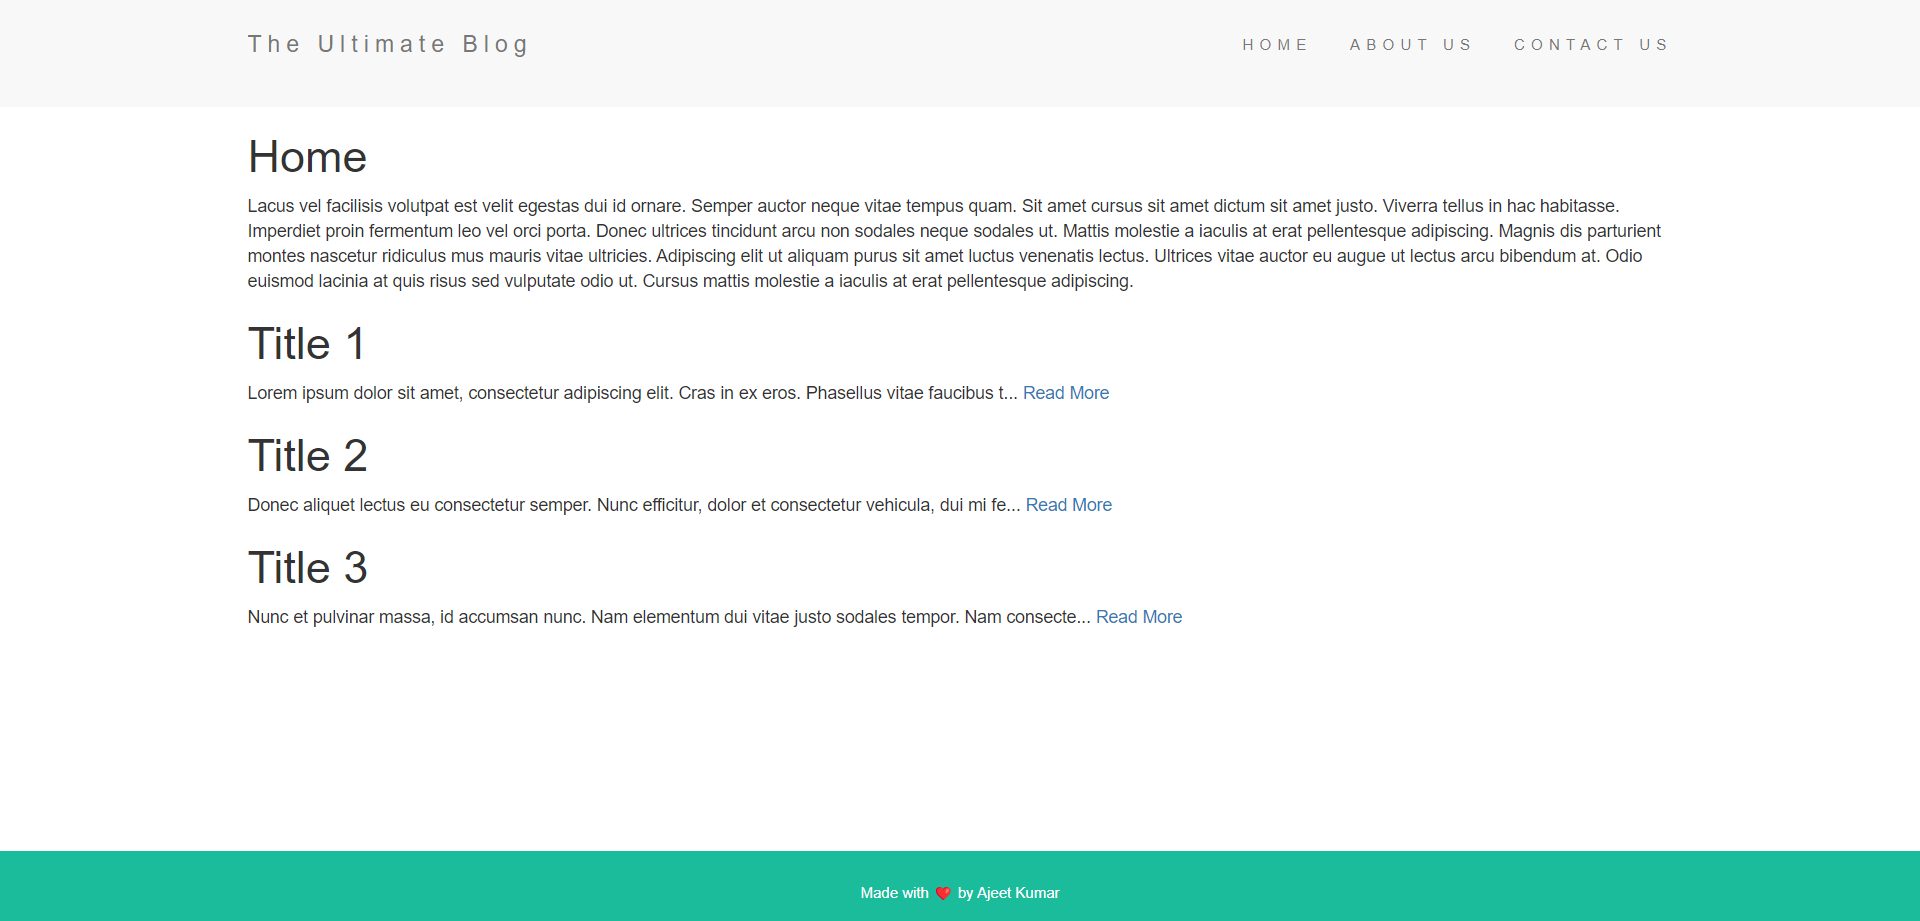 The Ultimate Blog
HOME ABOUT US CONTACT US
Home
Lacus vel facilisis volutpat est velit egestas dui id ornare. Semper auctor neque vitae tempus quam. Sit amet cursus sit amet dictum sit amet justo. Viverra tellus in hac habitasse.
Imperdiet proin fermentum leo vel orci porta. Donec ultrices tincidunt arcu non sodales neque sodales ut. Mattis molestie a iaculis at erat pellentesque adipiscing. Magnis dis parturient
montes nascetur ridiculus mus mauris vitae ultricies. Adipiscing elit ut aliquam purus sit amet luctus venenatis lectus. Ultrices vitae auctor eu augue ut lectus arcu bibendum at. Odio
euismod lacinia at quis risus sed vulputate odio ut. Cursus mattis molestie a iaculis at erat pellentesque adipiscing.
Title 1
Lorem ipsum dolor sit amet, consectetur adipiscing elit. Cras in ex eros. Phasellus vitae faucibus t... Read More
Title 2
Donec aliquet lectus eu consectetur semper. Nunc efficitur, dolor et consectetur vehicula, dui mi fe... Read More
Title 3
Nunc et pulvinar massa, id accumsan nunc. Nam elementum dui vitae justo sodales tempor. Nam consecte... Read More
Made with ❤️ by Ajeet Kumar